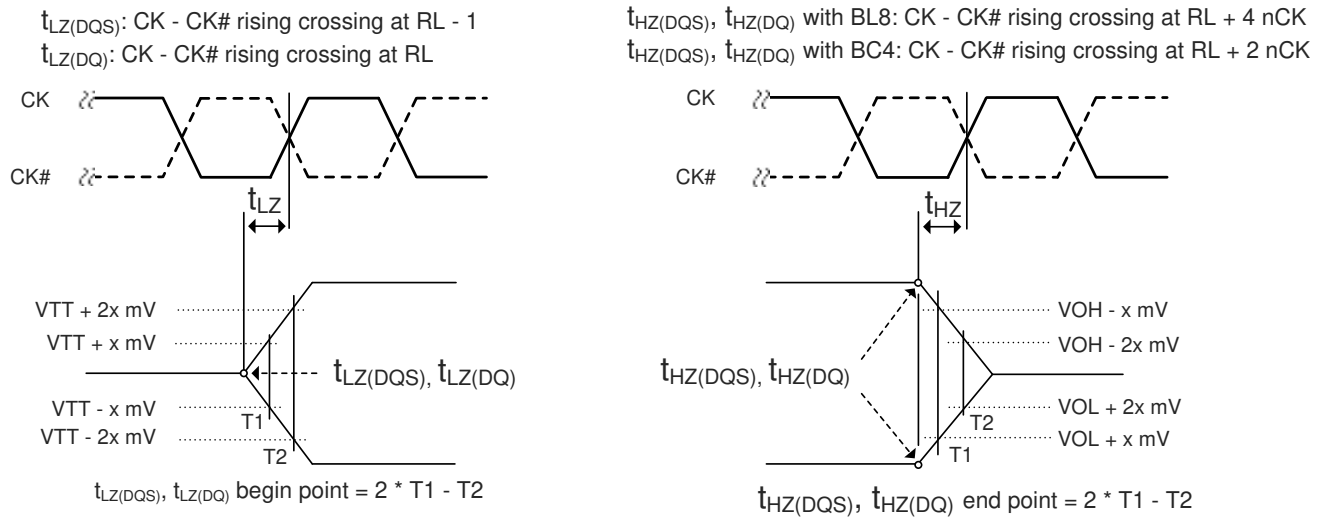 tLZ(DQS): CK - CK# rising crossing at RL - 1
tLZ(DQ): CK - CK# rising crossing at RL
CK
CK#
tLZ
VTT + 2x mV
VTT + x mV
tLZ(DQS), tLZ(DQ)
VTT - x mV
T1
VTT - 2x mV
T2
tLZ(DQS), tLZ(DQ) begin point = 2 * T1 - T2
tHZ(DQS), tHZ(DQ) with BL8: CK - CK# rising crossing at RL + 4 nCK
tHZ(DQS), tHZ(DQ) with BC4: CK - CK# rising crossing at RL + 2 nCK
CK
CK#
tHZ
VOH - x mV
VOH - 2x mV
tHZ(DQS), tHZ(DQ)
VOL + 2x mV
T2
VOL + x mV
T1
tHZ(DQS), tHZ(DQ) end point = 2 * T1 - T2